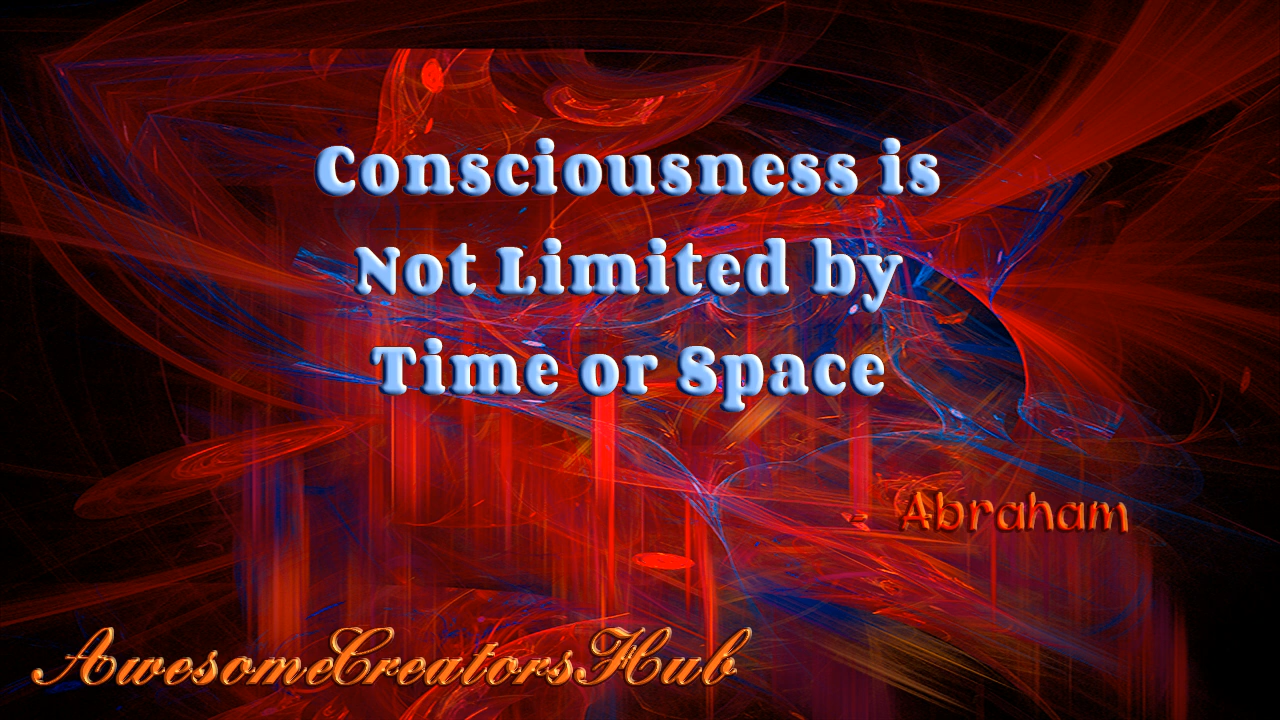 Consciousness is
Not Limited by
Time or Space
Abraham
AwesomeCreatorsHub